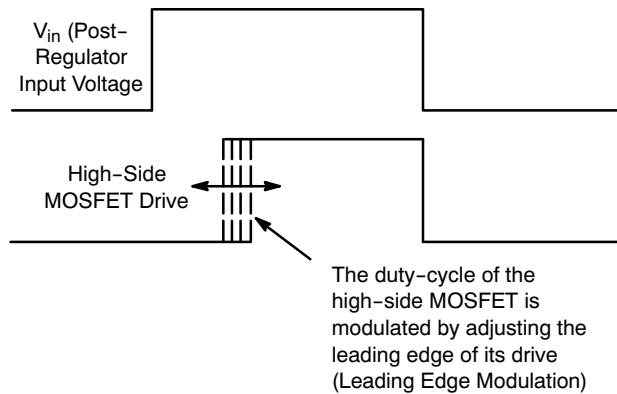 V_in (Post−
Regulator
Input Voltage
High−Side
MOSFET Drive
The duty−cycle of the
high−side MOSFET is
modulated by adjusting the
leading edge of its drive
(Leading Edge Modulation)